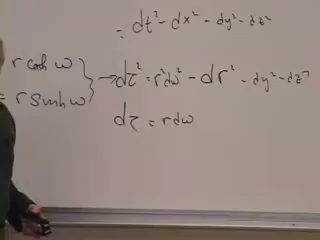 = dt² - dx² - dy² - dz²
r cosh ω } → dτ² = r²dω² - dr² - dy² - dz²
= r sinh ω
dτ = r dω